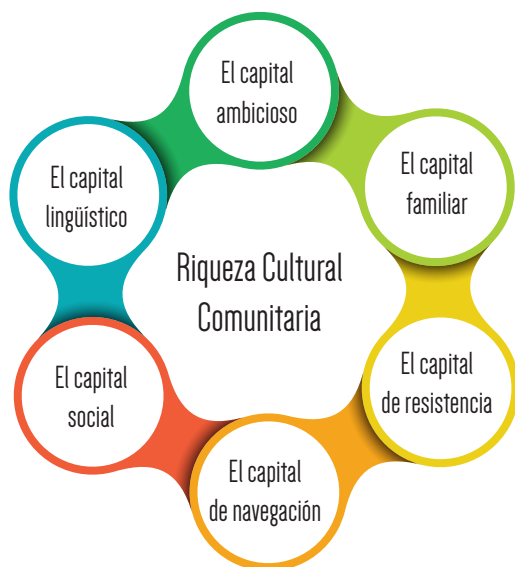 El capital
ambicioso
El capital
familiar
El capital
de resistencia
El capital
de navegación
El capital
social
El capital
lingüístico
Riqueza Cultural
Comunitaria